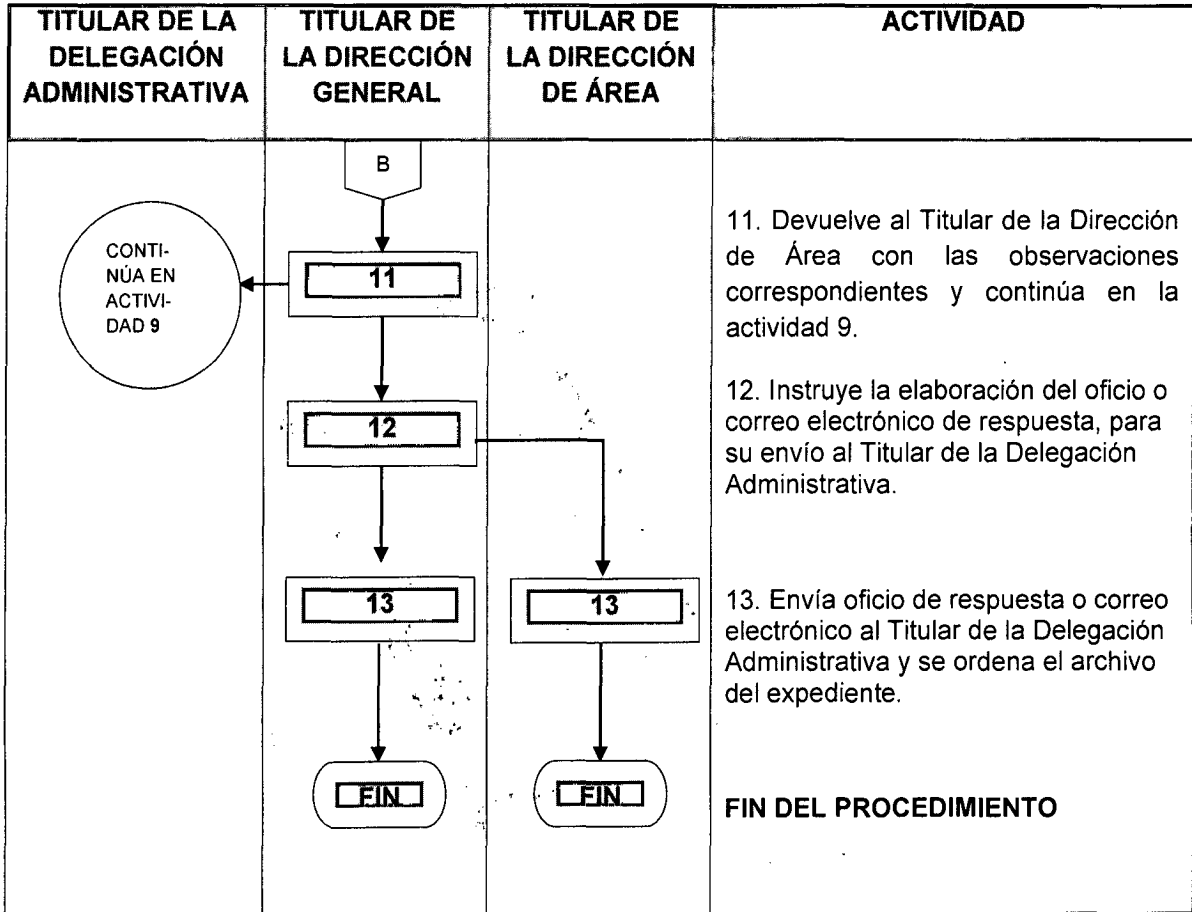 TITULAR DE LA
DELEGACIÓN
ADMINISTRATIVA
TITULAR DE
LA DIRECCIÓN
GENERAL
TITULAR DE
LA DIRECCIÓN
DE ÁREA
ACTIVIDAD
B
CONTI-
NÚA EN
ACTIVI-
DAD 9
11
12
13
13
FIN
FIN
11. Devuelve al Titular de la Dirección
de Área con las observaciones
correspondientes y continúa en la
actividad 9.
12. Instruye la elaboración del oficio o
correo electrónico de respuesta, para
su envío al Titular de la Delegación
Administrativa.
13. Envía oficio de respuesta o correo
electrónico al Titular de la Delegación
Administrativa y se ordena el archivo
del expediente.
FIN DEL PROCEDIMIENTO